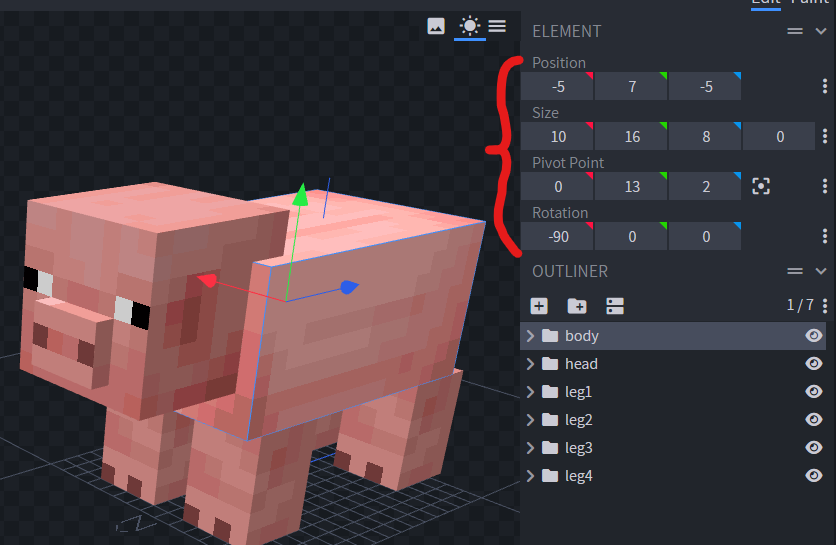 Edit Paint
ELEMENT
Position
-5 7 -5
Size
10 16 8 0
Pivot Point
0 13 2
Rotation
-90 0 0
OUTLINER
1 / 7
body
head
leg1
leg2
leg3
leg4